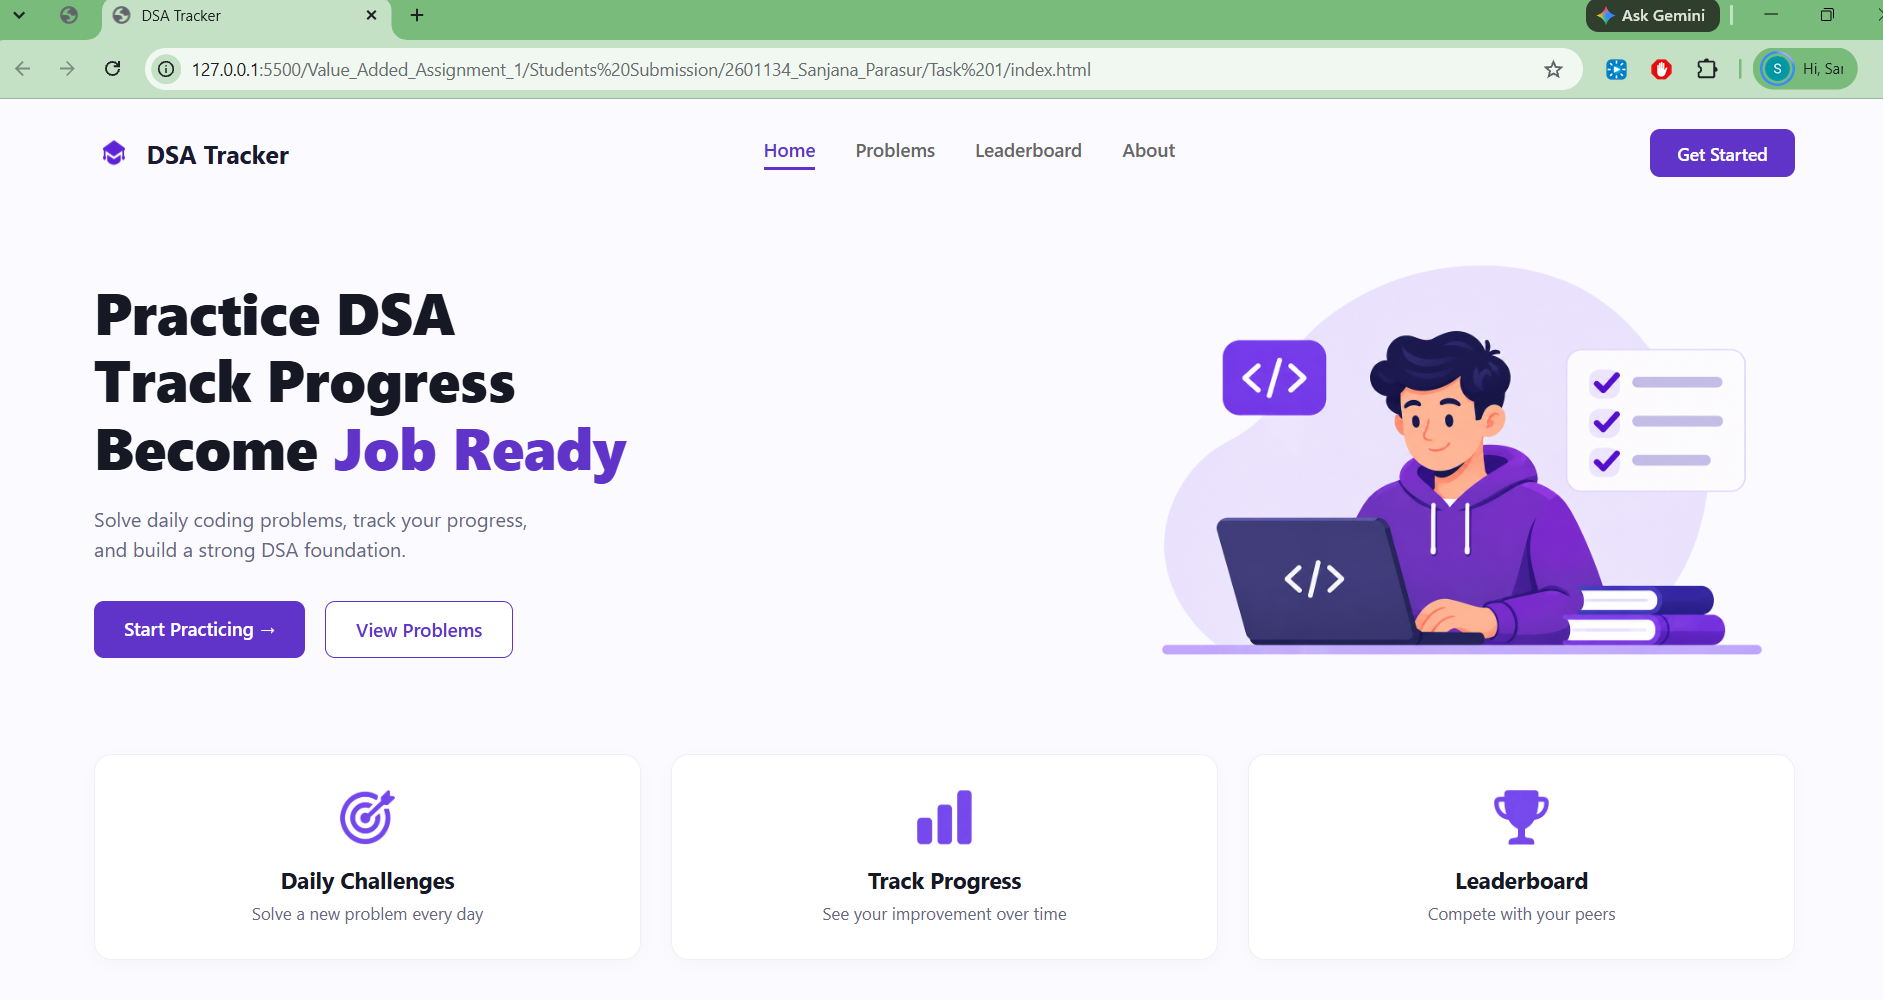 DSA Tracker
Ask Gemini
127.0.0.1:5500/Value_Added_Assignment_1/Students%20Submission/2601134_Sanjana_Parasur/Task%201/index.html
S
Hi, Sar
DSA Tracker
Home
Problems
Leaderboard
About
Get Started
Practice DSA
Track Progress
Become Job Ready
Solve daily coding problems, track your progress,
and build a strong DSA foundation.
Start Practicing →
View Problems
</>
</>
Daily Challenges
Solve a new problem every day
Track Progress
See your improvement over time
Leaderboard
Compete with your peers